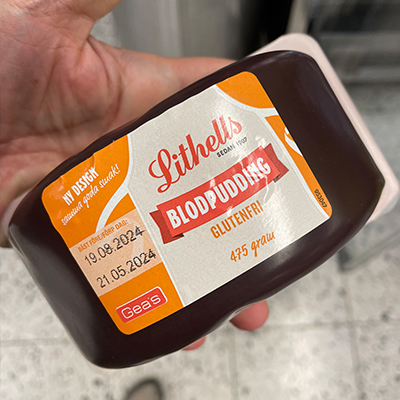 NY DESIGN
samma goda smak!
Lithells
SEDAN 1907
BLODPUDDING
GLUTENFRI
475 gram
BÄST FÖRE/FÖRP DAG:
19.08.2024
21.05.2024
Gea's